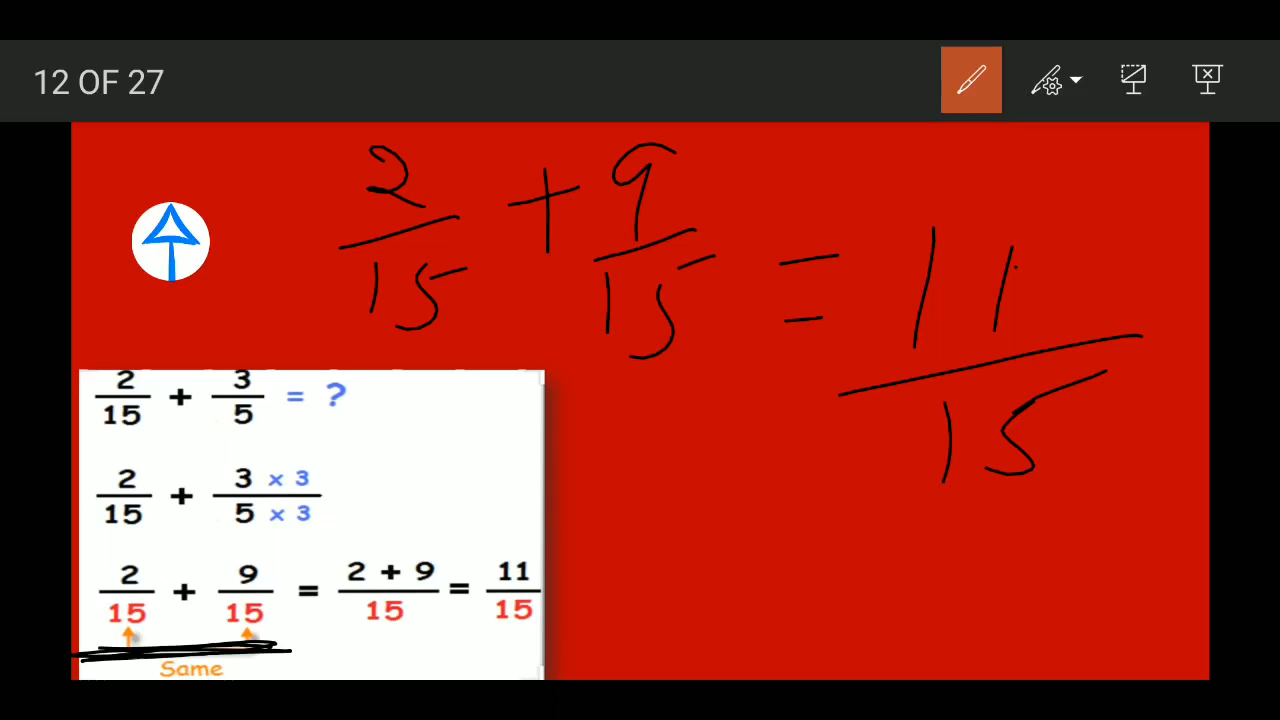 12 OF 27
2/15 + 9/15 = 11/15
2/15 + 3/5 = ?
2/15 + 3 × 3/5 × 3
2/15 + 9/15 = 2 + 9/15 = 11/15
Same